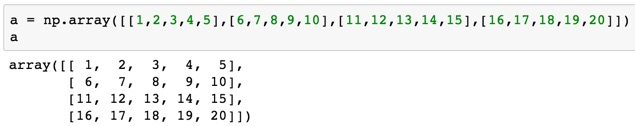 a = np.array([[1,2,3,4,5],[6,7,8,9,10],[11,12,13,14,15],[16,17,18,19,20]])
a
array([[ 1,  2,  3,  4,  5],
       [ 6,  7,  8,  9, 10],
       [11, 12, 13, 14, 15],
       [16, 17, 18, 19, 20]])